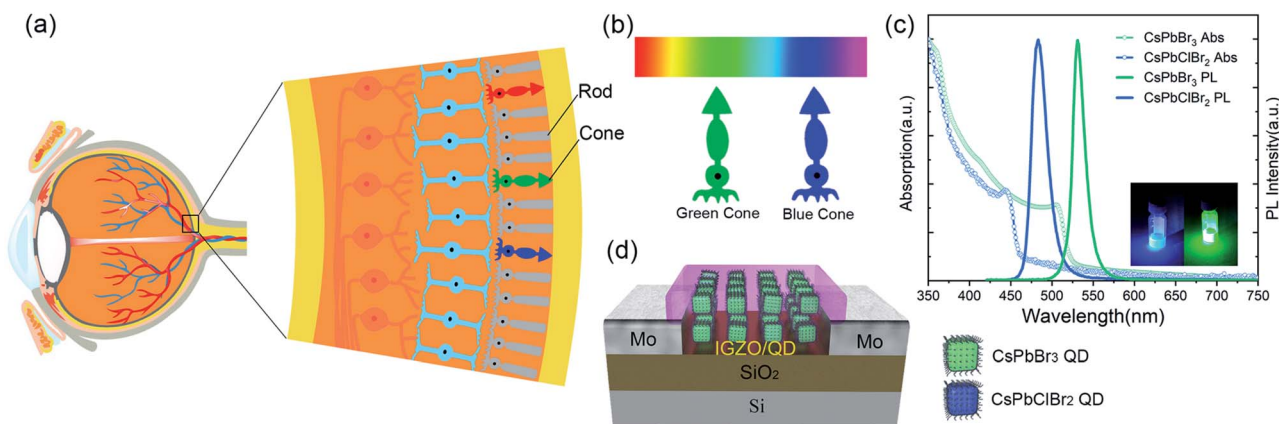 (a)
Rod
Cone
(b)
Green Cone
Blue Cone
(c)
Absorption(a.u.)
PL Intensity(a.u.)
CsPbBr₃ Abs
CsPbClBr₂ Abs
CsPbBr₃ PL
CsPbClBr₂ PL
350 400 450 500 550 600 650 700 750
Wavelength(nm)
CsPbBr₃ QD
CsPbClBr₂ QD
(d)
Mo
IGZO/QD
Mo
SiO₂
Si